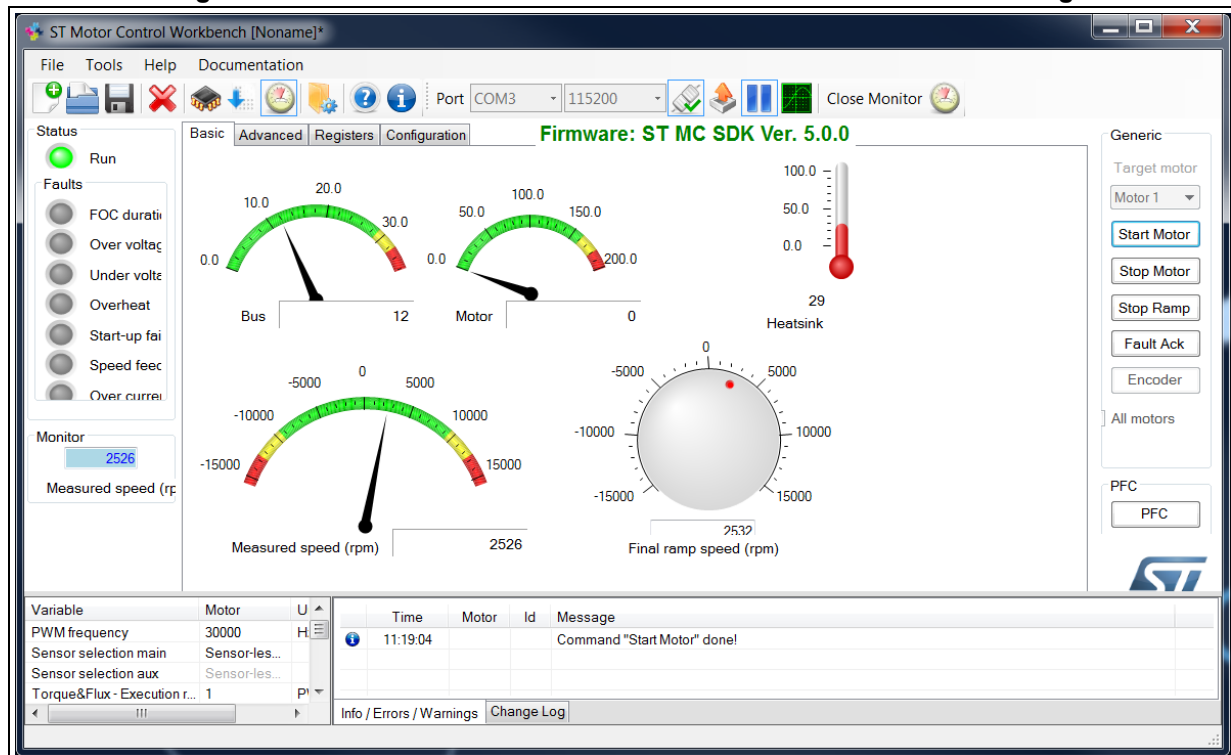 ST Motor Control Workbench [Noname]*
File Tools Help Documentation
Port COM3 115200 Close Monitor
Status
Run
Faults
FOC durati
Over voltag
Under volta
Overheat
Start-up fai
Speed feec
Over currei
Monitor
2526
Measured speed (rp
Basic Advanced Registers Configuration
Firmware: ST MC SDK Ver. 5.0.0
0.0 10.0 20.0 30.0
Bus 12
0.0 50.0 100.0 150.0 200.0
Motor 0
100.0
50.0
0.0
29
Heatsink
-15000 -10000 -5000 0 5000 10000 15000
Measured speed (rpm) 2526
-15000 -10000 -5000 0 5000 10000 15000
2532
Final ramp speed (rpm)
Generic
Target motor
Motor 1
Start Motor
Stop Motor
Stop Ramp
Fault Ack
Encoder
All motors
PFC
PFC
ST
Variable Motor U
PWM frequency 30000 H
Sensor selection main Sensor-les...
Sensor selection aux Sensor-les...
Torque&Flux - Execution r... 1 P
Time Motor Id Message
11:19:04 Command "Start Motor" done!
Info / Errors / Warnings Change Log